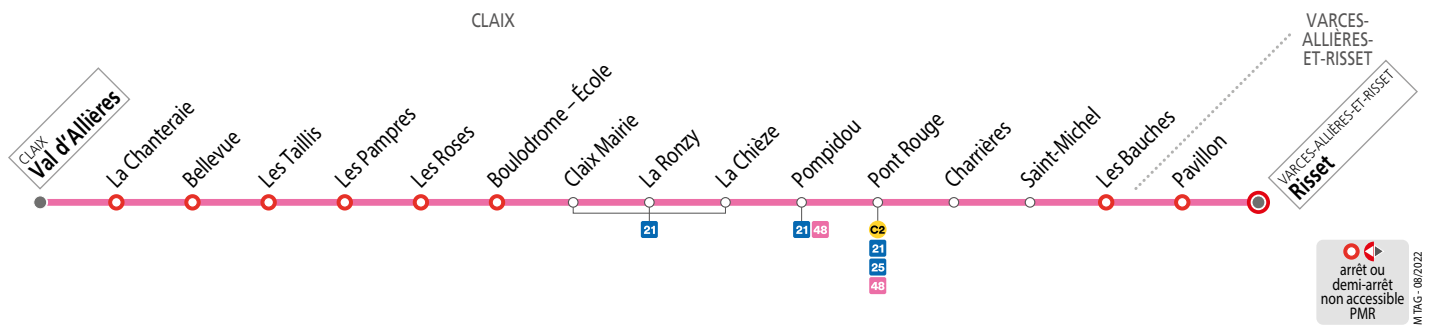 CLAIX
VARCES-
ALLIÈRES-
ET-RISSET
CLAIX
Val d'Allières
La Chanteraie
Bellevue
Les Taillis
Les Pampres
Les Roses
Boulodrome – École
Claix Mairie
La Ronzy
La Chièze
Pompidou
Pont Rouge
Charrières
Saint-Michel
Les Bauches
Pavillon
VARCES-ALLIÈRES-ET-RISSET
Risset
21
21 48
C2
21
25
48
arrêt ou
demi-arrêt
non accessible
PMR
M TAG - 08/2022